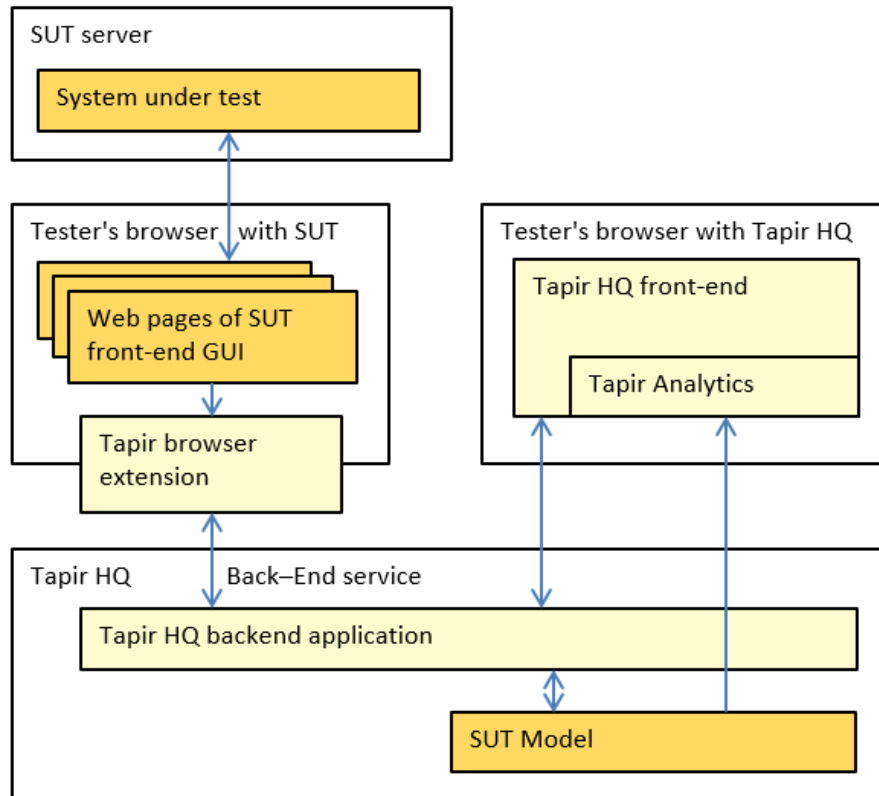 SUT server
System under test
Tester's browser with SUT
Web pages of SUT
front-end GUI
Tapir browser
extension
Tester's browser with Tapir HQ
Tapir HQ front-end
Tapir Analytics
Tapir HQ Back–End service
Tapir HQ backend application
SUT Model